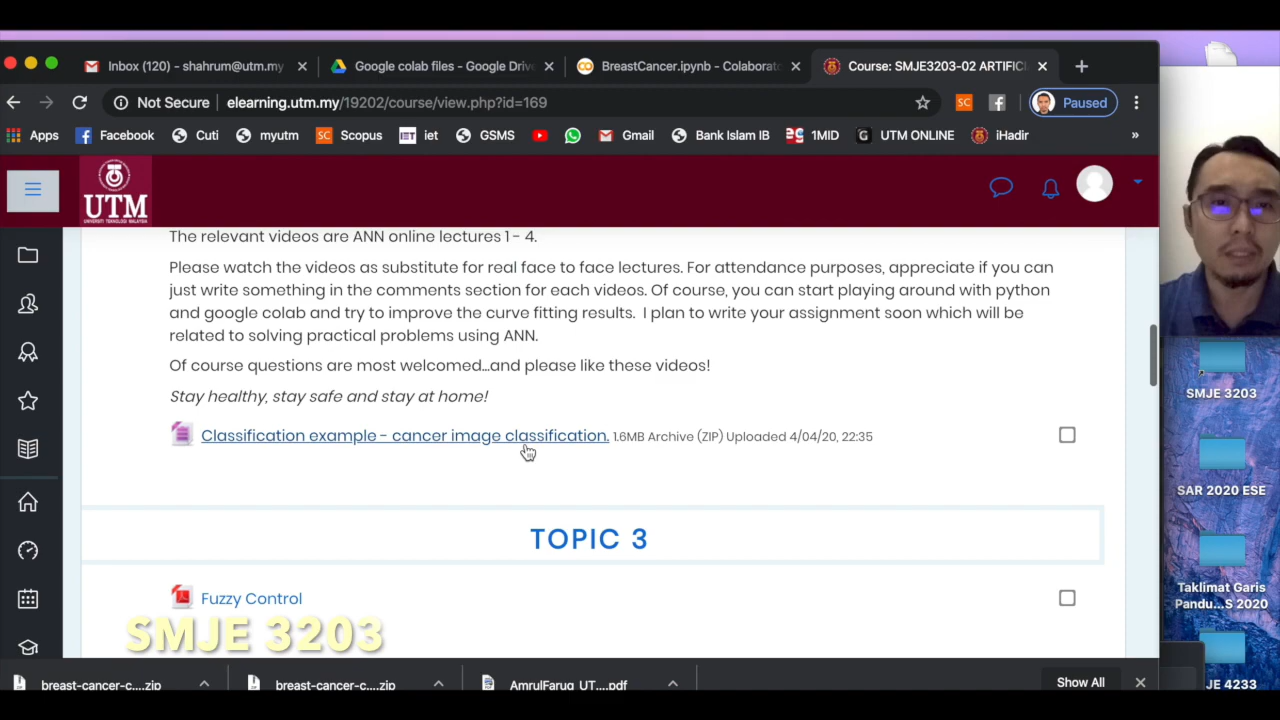 Inbox (120) - shahrum@utm.my
Google colab files - Google Drive
BreastCancer.ipynb - Colaborat
Course: SMJE3203-02 ARTIFICI
Not Secure
elearning.utm.my/19202/course/view.php?id=169
Paused
Apps
Facebook
Cuti
myutm
SC Scopus
iet
GSMS
Gmail
Bank Islam IB
1MID
UTM ONLINE
iHadir
»
SC
UTM
UNIVERSITI TEKNOLOGI MALAYSIA
The relevant videos are ANN online lectures 1 - 4.
Please watch the videos as substitute for real face to face lectures. For attendance purposes, appreciate if you can
just write something in the comments section for each videos. Of course, you can start playing around with python
and google colab and try to improve the curve fitting results. I plan to write your assignment soon which will be
related to solving practical problems using ANN.
Of course questions are most welcomed...and please like these videos!
Stay healthy, stay safe and stay at home!
Classification example - cancer image classification. 1.6MB Archive (ZIP) Uploaded 4/04/20, 22:35
TOPIC 3
Fuzzy Control
SMJE 3203
breast-cancer-c....zip
breast-cancer-c....zip
AmrulFaruq_UT....pdf
Show All
SMJE 3203
SAR 2020 ESE
Taklimat Garis
Pandu...S 2020
JE 4233